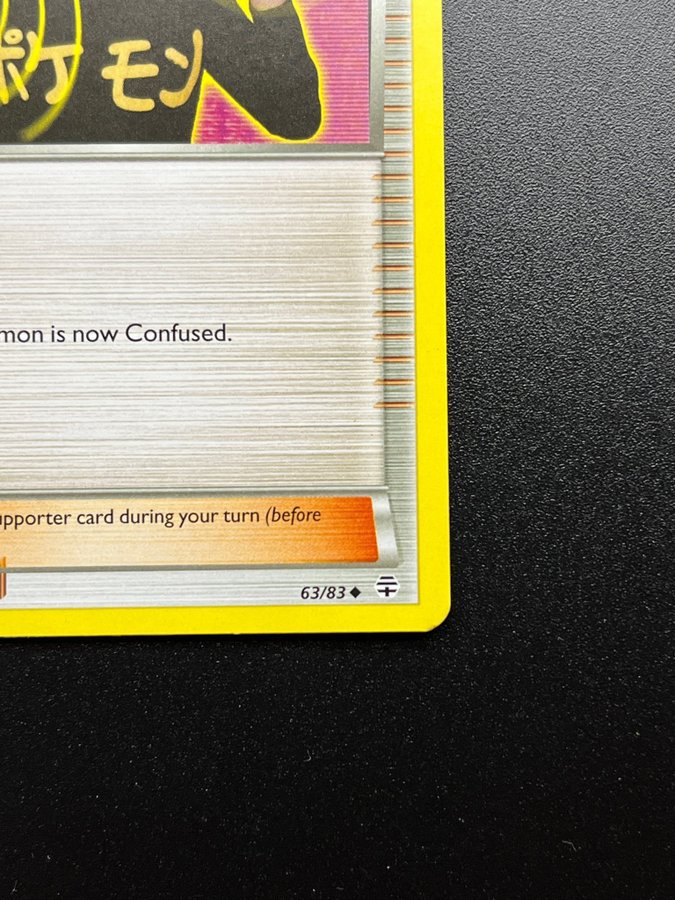 ポケモン
mon is now Confused.
upporter card during your turn (before
63/83